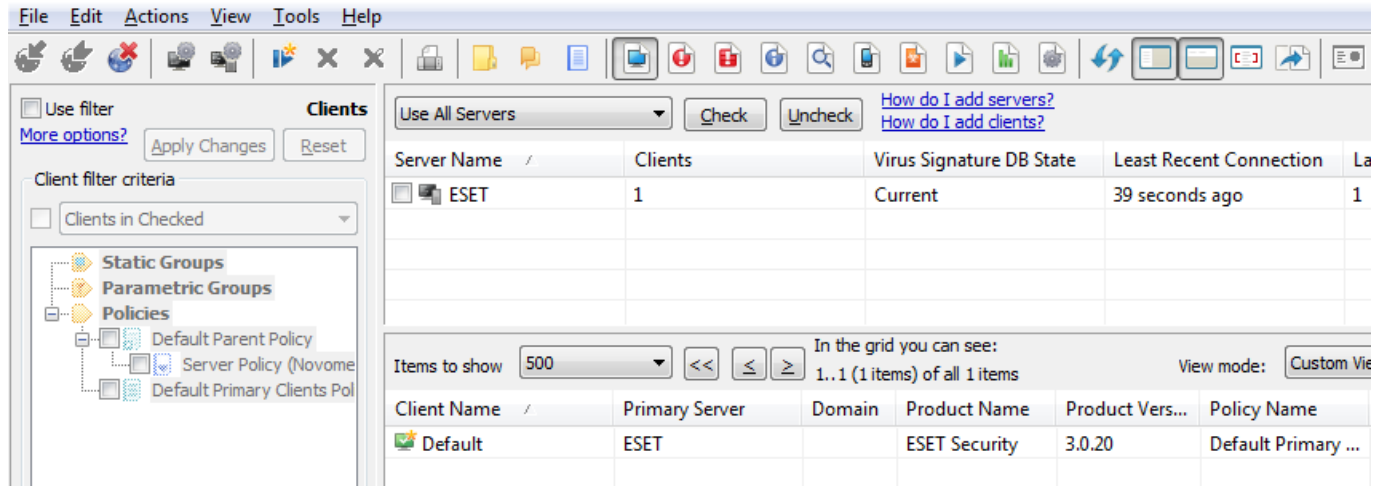 File Edit Actions View Tools Help
Use filter Clients
More options? Apply Changes Reset
Client filter criteria
Clients in Checked
Static Groups
Parametric Groups
Policies
Default Parent Policy
Server Policy (Novome
Default Primary Clients Pol
Use All Servers Check Uncheck
How do I add servers?
How do I add clients?
Server Name Clients Virus Signature DB State Least Recent Connection La
ESET 1 Current 39 seconds ago 1
Items to show 500 << < >
In the grid you can see:
1..1 (1 items) of all 1 items
View mode: Custom Vie
Client Name Primary Server Domain Product Name Product Vers... Policy Name
Default ESET ESET Security 3.0.20 Default Primary ...